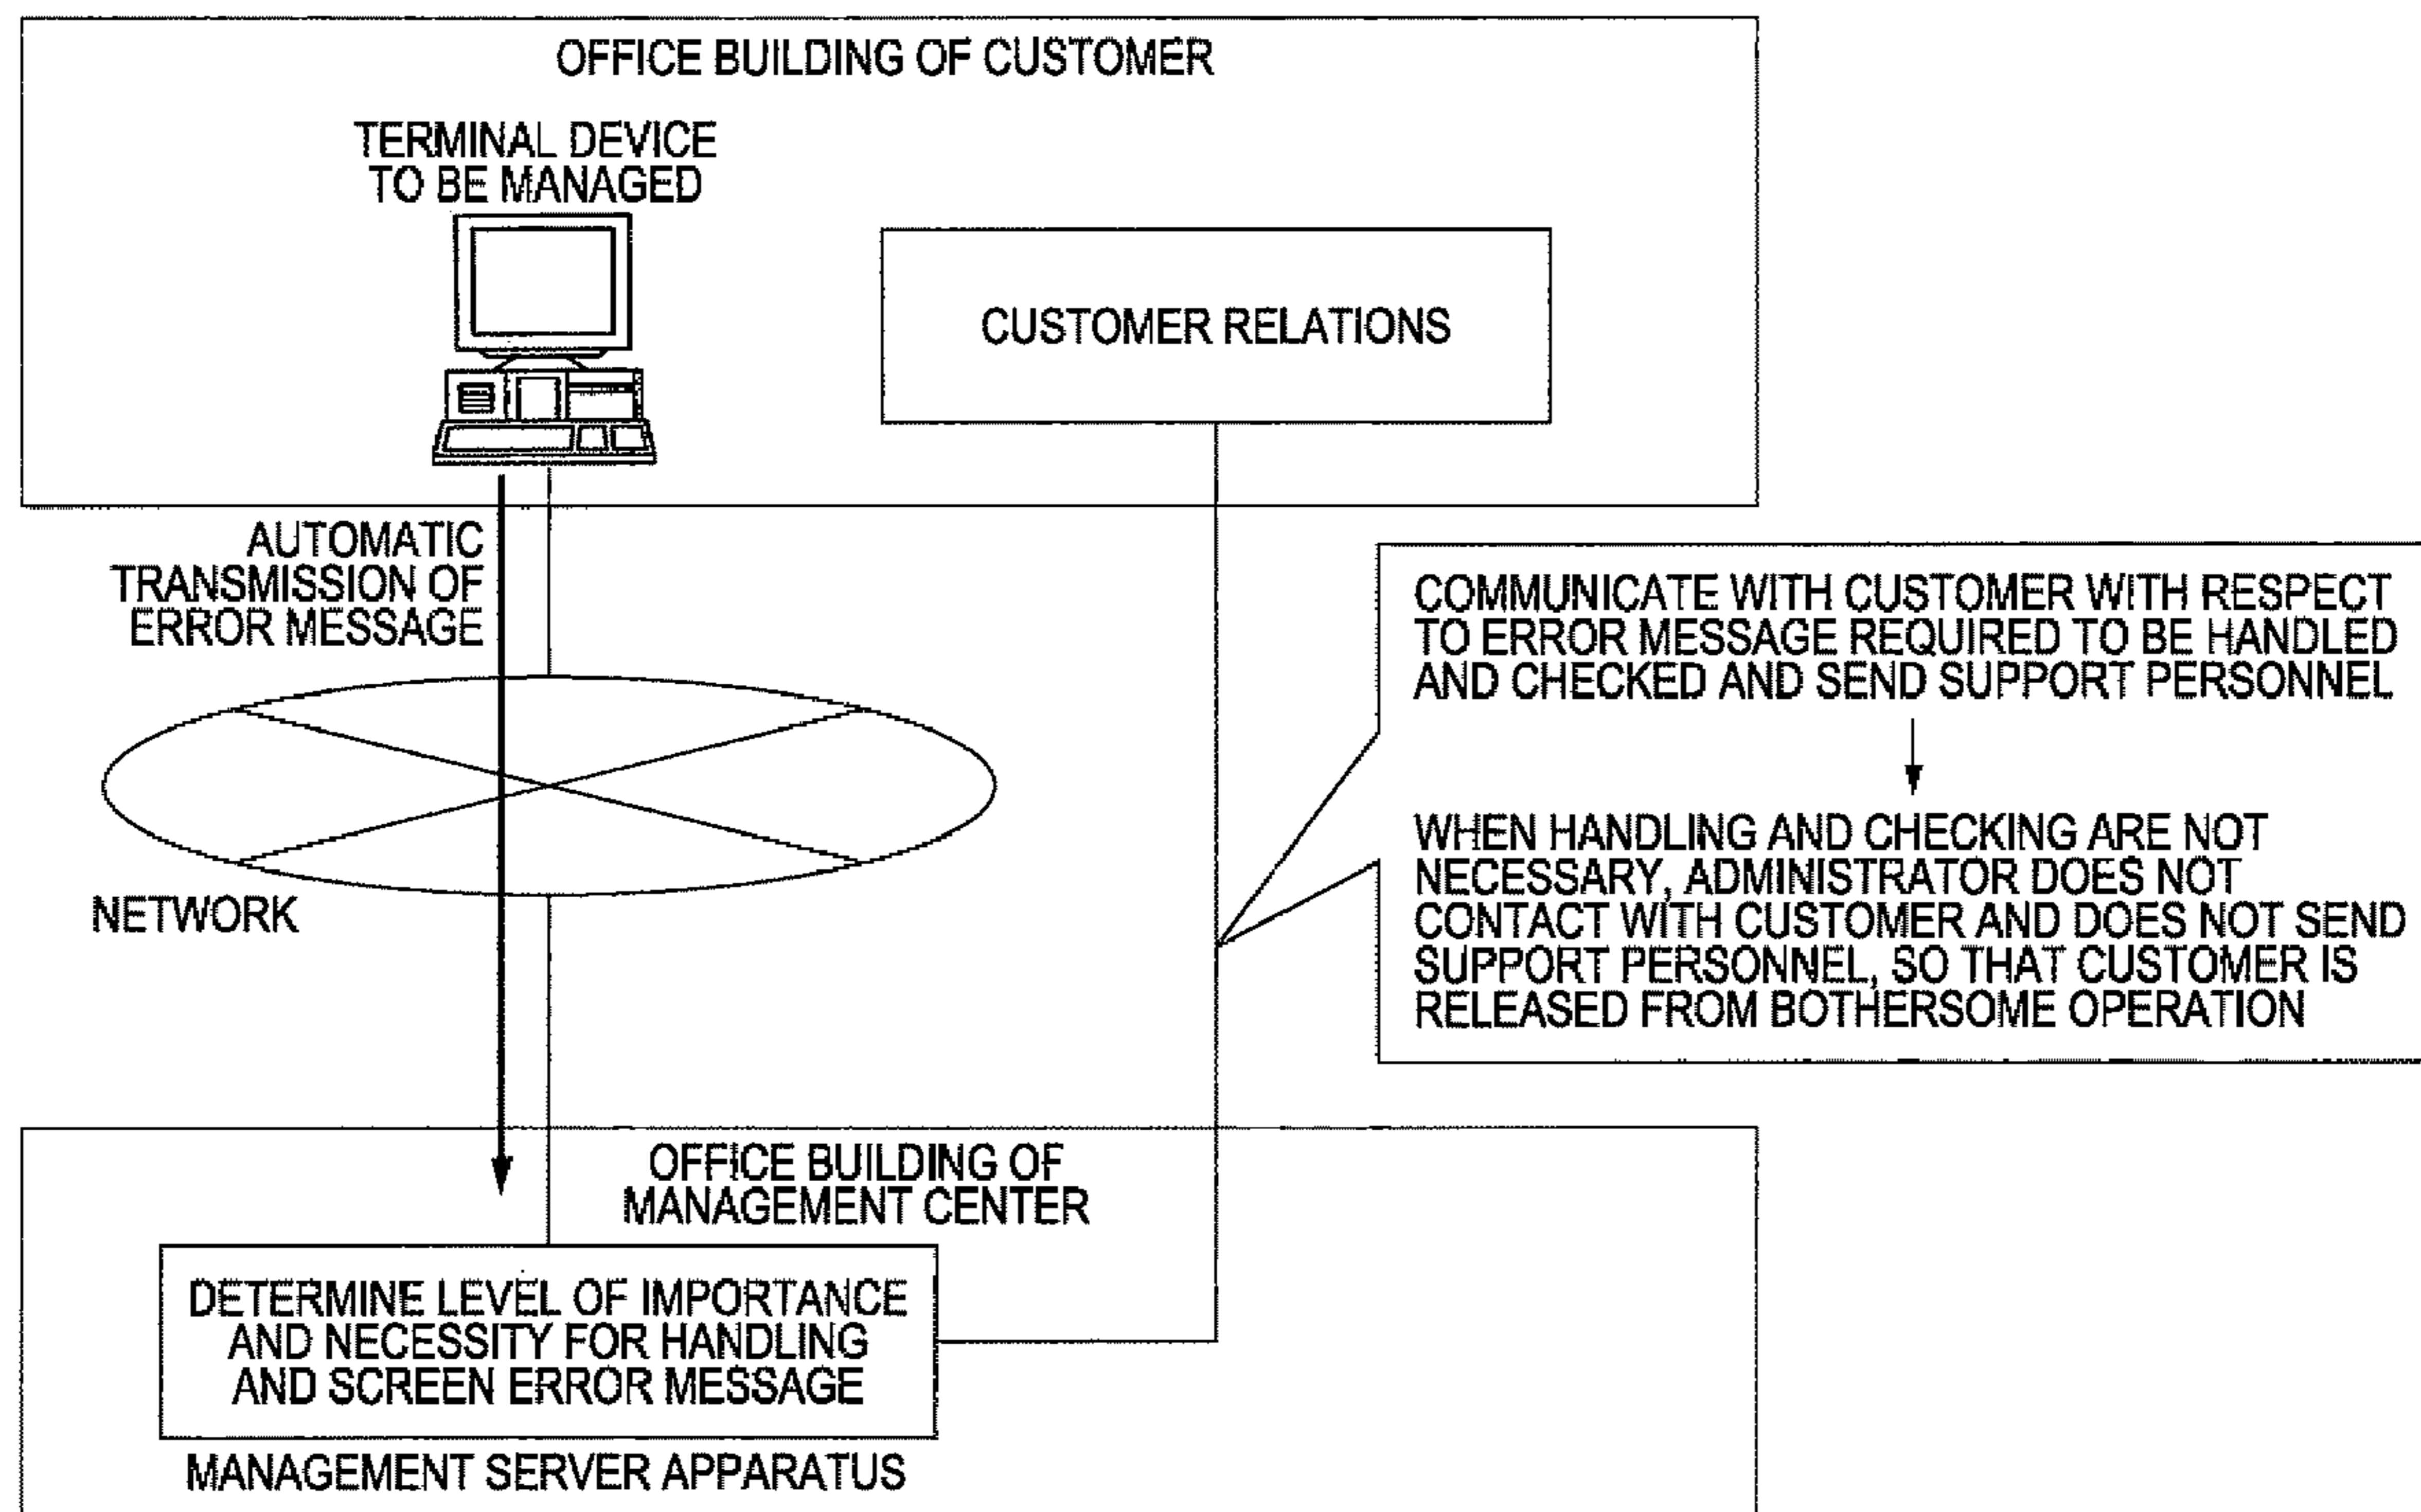 OFFICE BUILDING OF CUSTOMER
TERMINAL DEVICE
TO BE MANAGED
CUSTOMER RELATIONS
AUTOMATIC
TRANSMISSION OF
ERROR MESSAGE
COMMUNICATE WITH CUSTOMER WITH RESPECT
TO ERROR MESSAGE REQUIRED TO BE HANDLED
AND CHECKED AND SEND SUPPORT PERSONNEL
WHEN HANDLING AND CHECKING ARE NOT
NECESSARY, ADMINISTRATOR DOES NOT
CONTACT WITH CUSTOMER AND DOES NOT SEND
SUPPORT PERSONNEL, SO THAT CUSTOMER IS
RELEASED FROM BOTHERSOME OPERATION
NETWORK
OFFICE BUILDING OF
MANAGEMENT CENTER
DETERMINE LEVEL OF IMPORTANCE
AND NECESSITY FOR HANDLING
AND SCREEN ERROR MESSAGE
MANAGEMENT SERVER APPARATUS